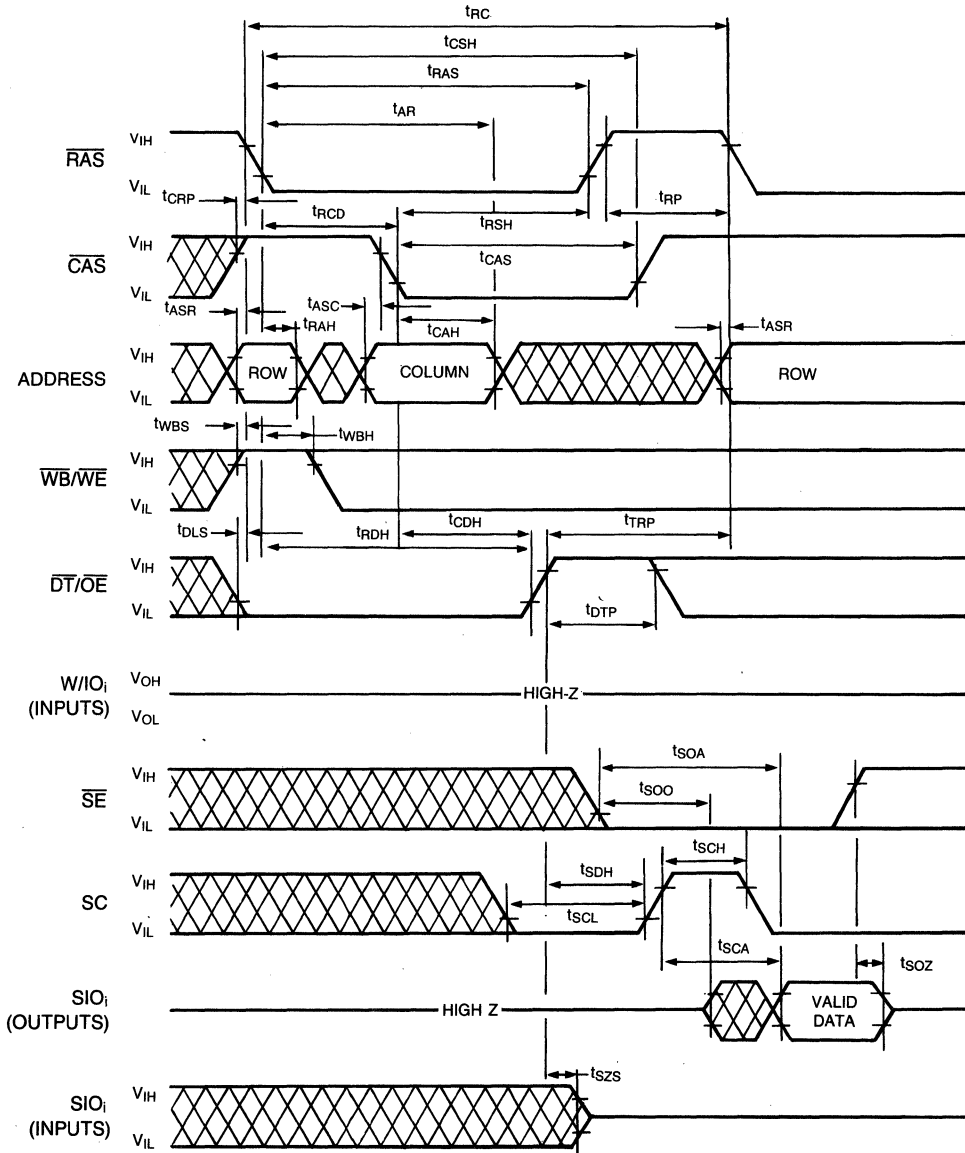 tRC
tCSH
tRAS
tAR
RAS
VIH
VIL
tCRP
tRCD
tRSH
tRP
CAS
VIH
VIL
tCAS
tASR
tRAH
tASC
tCAH
tASR
ADDRESS
VIH
VIL
ROW
COLUMN
ROW
tWBS
tWBH
WB/WE
VIH
VIL
tDLS
tRDH
tCDH
tTRP
DT/OE
VIH
VIL
tDTP
W/IOi
(INPUTS)
VOH
VOL
HIGH-Z
SE
VIH
VIL
tSOA
tSOO
SC
VIH
VIL
tSCH
tSDH
tSCL
tSCA
tSOZ
SIOi
(OUTPUTS)
HIGH Z
VALID
DATA
tSZS
SIOi
(INPUTS)
VIH
VIL